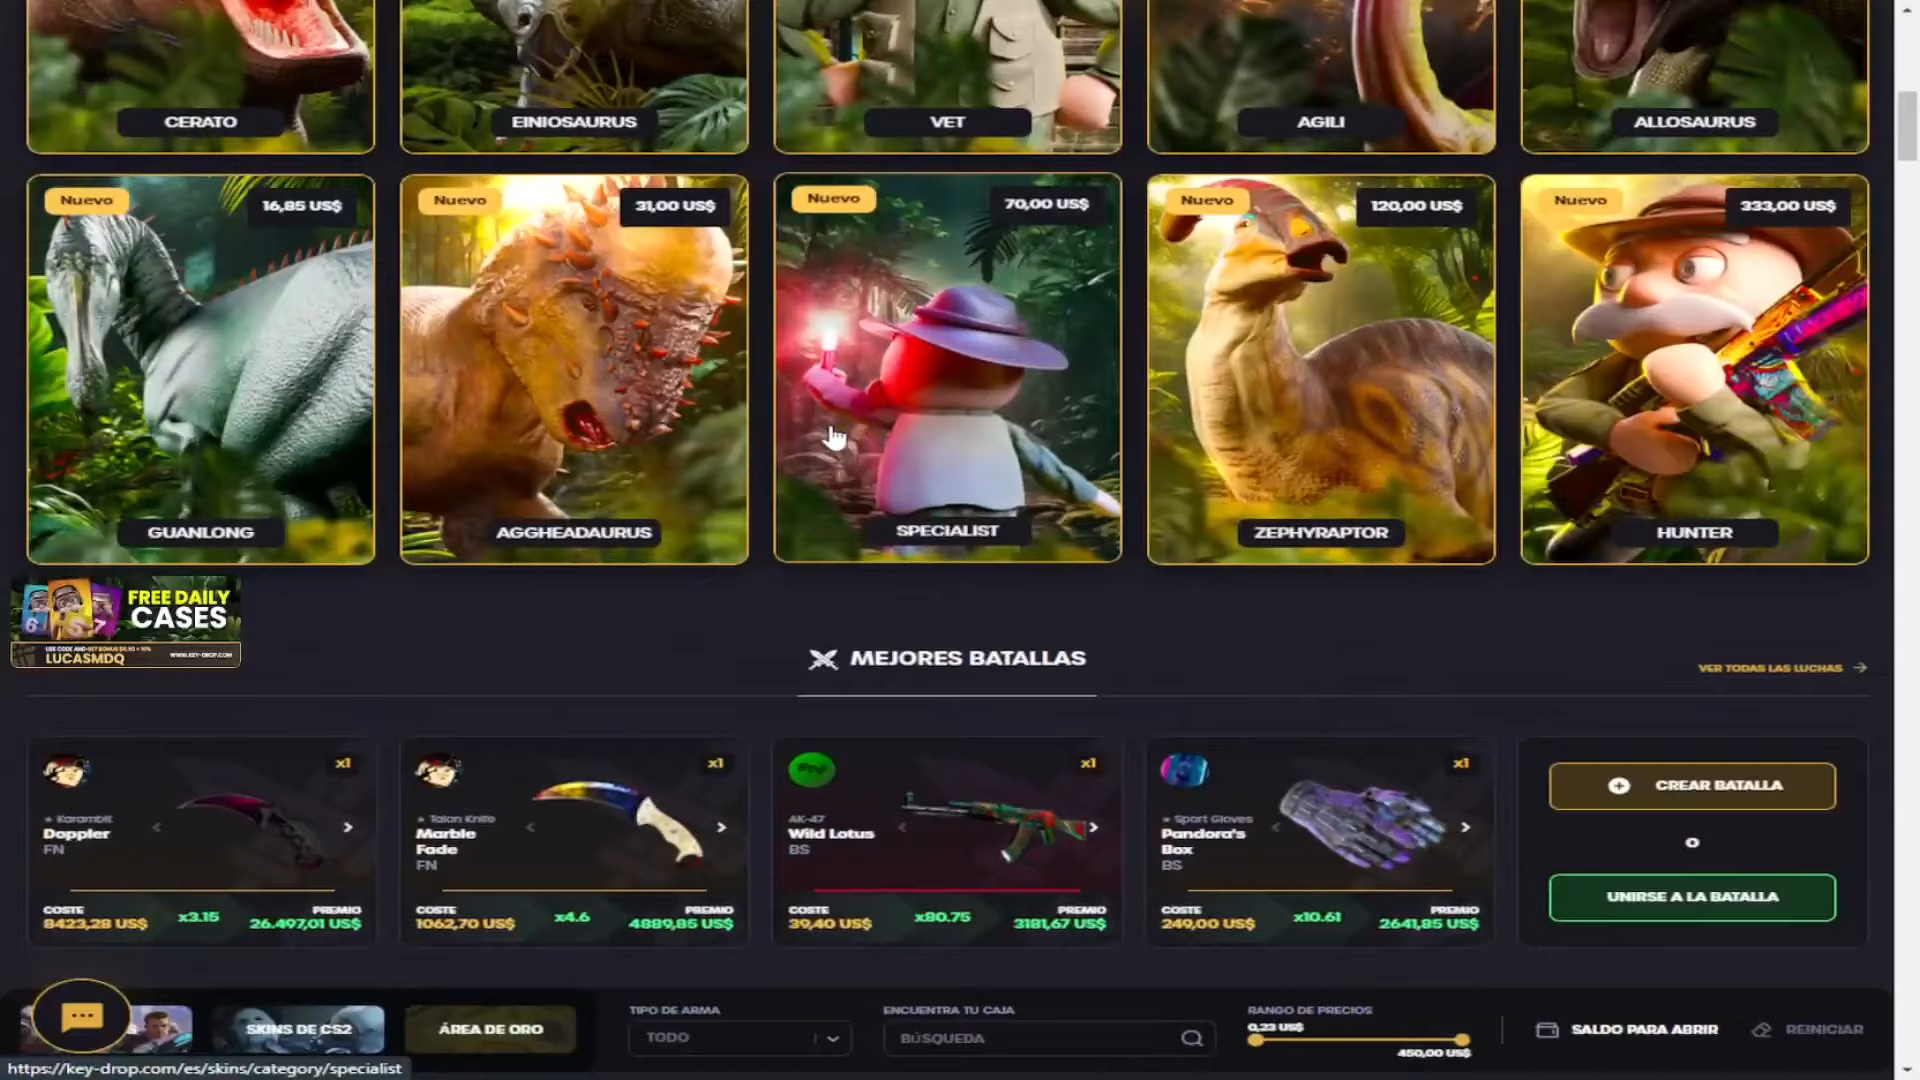 CERATO
EINIOSAURUS
VET
AGILI
ALLOSAURUS
Nuevo
16,85 US$
Nuevo
31,00 US$
Nuevo
70,00 US$
Nuevo
120,00 US$
Nuevo
333,00 US$
GUANLONG
AGGHEADAURUS
SPECIALIST
ZEPHYRAPTOR
HUNTER
FREE DAILY
CASES
LUCASMDQ
WWW.KEY-DROP.COM
MEJORES BATALLAS
VER TODAS LAS LUCHAS
x1
★ Karambit
Doppler
FN
COSTE
8423,28 US$
x3.15
PREMIO
26.497,01 US$
x1
★ Talon Knife
Marble
Fade
FN
COSTE
1062,70 US$
x4.6
PREMIO
4889,85 US$
x1
AK-47
Wild Lotus
BS
COSTE
39,40 US$
x80.75
PREMIO
3181,67 US$
x1
★ Sport Gloves
Pandora's
Box
BS
COSTE
249,00 US$
x10.61
PREMIO
2641,85 US$
CREAR BATALLA
O
UNIRSE A LA BATALLA
SKINS DE CS2
ÁREA DE ORO
TIPO DE ARMA
TODO
ENCUENTRA TU CAJA
BÚSQUEDA
RANGO DE PRECIOS
0,23 US$
450,00 US$
SALDO PARA ABRIR
REINICIAR
https://key-drop.com/es/skins/category/specialist